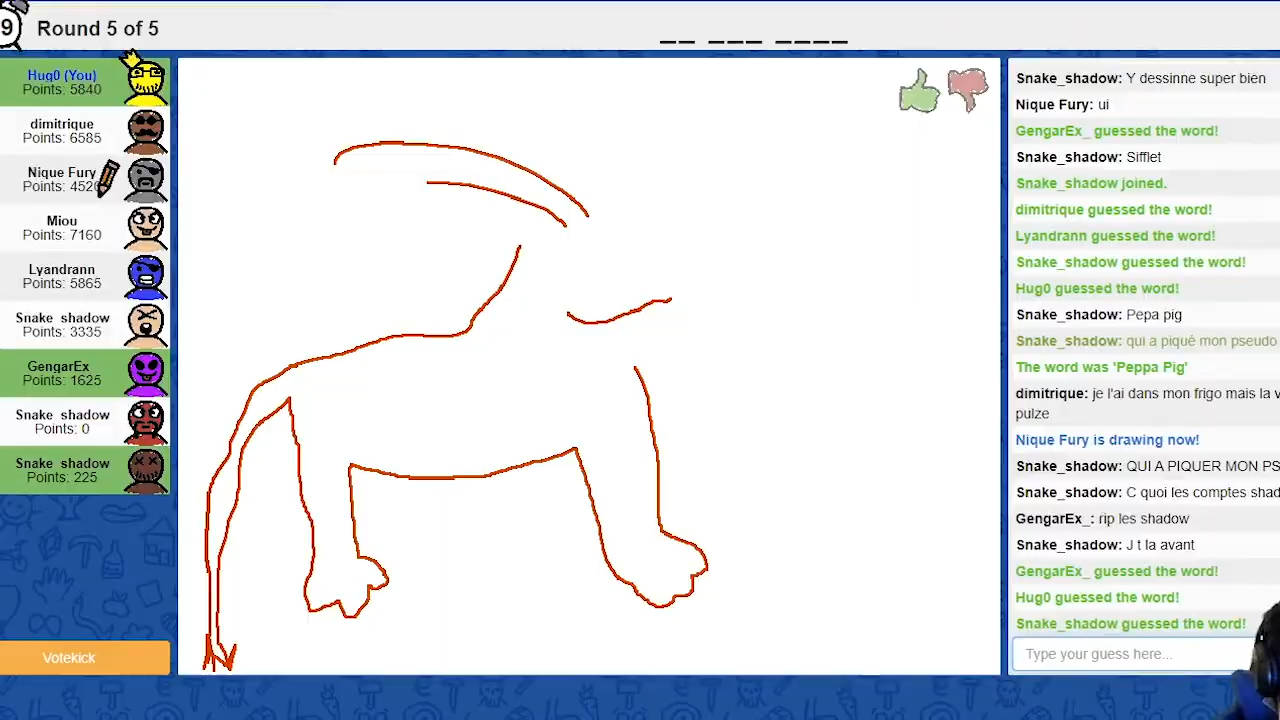 9
Round 5 of 5
__ ___ ____
Hug0 (You)
Points: 5840
dimitrique
Points: 6585
Nique Fury
Points: 4520
Miou
Points: 7160
Lyandrann
Points: 5865
Snake_shadow
Points: 3335
GengarEx_
Points: 1625
Snake_shadow
Points: 0
Snake_shadow
Points: 225
Votekick
Snake_shadow: Y dessinne super bien
Nique Fury: ui
GengarEx_ guessed the word!
Snake_shadow: Sifflet
Snake_shadow joined.
dimitrique guessed the word!
Lyandrann guessed the word!
Snake_shadow guessed the word!
Hug0 guessed the word!
Snake_shadow: Pepa pig
Snake_shadow: qui a piqué mon pseudo
The word was 'Peppa Pig'
dimitrique: je l'ai dans mon frigo mais la v
pulze
Nique Fury is drawing now!
Snake_shadow: QUI A PIQUER MON PS
Snake_shadow: C quoi les comptes shad
GengarEx_: rip les shadow
Snake_shadow: J t la avant
GengarEx_ guessed the word!
Hug0 guessed the word!
Snake_shadow guessed the word!
Type your guess here...